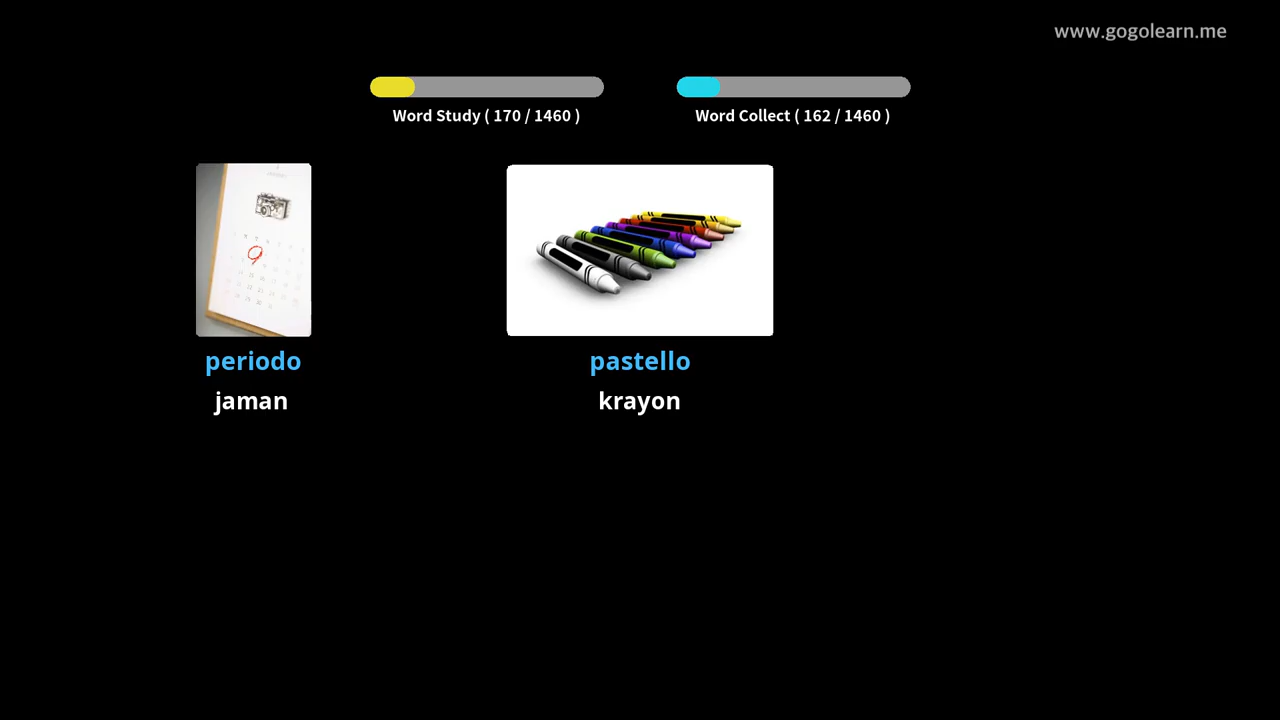 www.gogolearn.me
Word Study ( 170 / 1460 )
Word Collect ( 162 / 1460 )
periodo
pastello
jaman
krayon